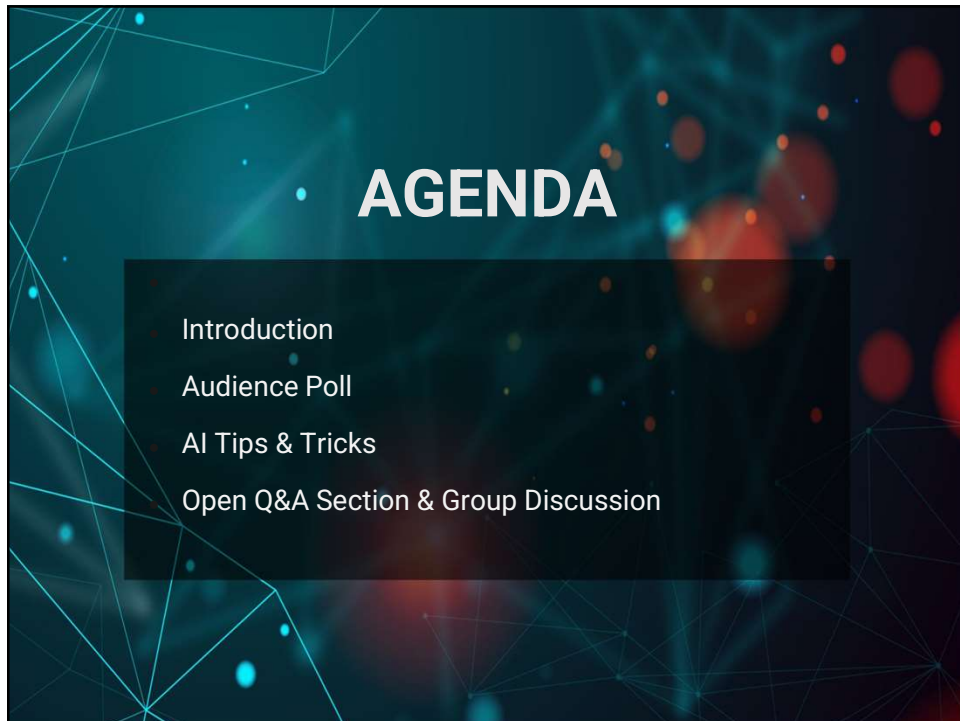 AGENDA
Introduction
Audience Poll
AI Tips & Tricks
Open Q&A Section & Group Discussion